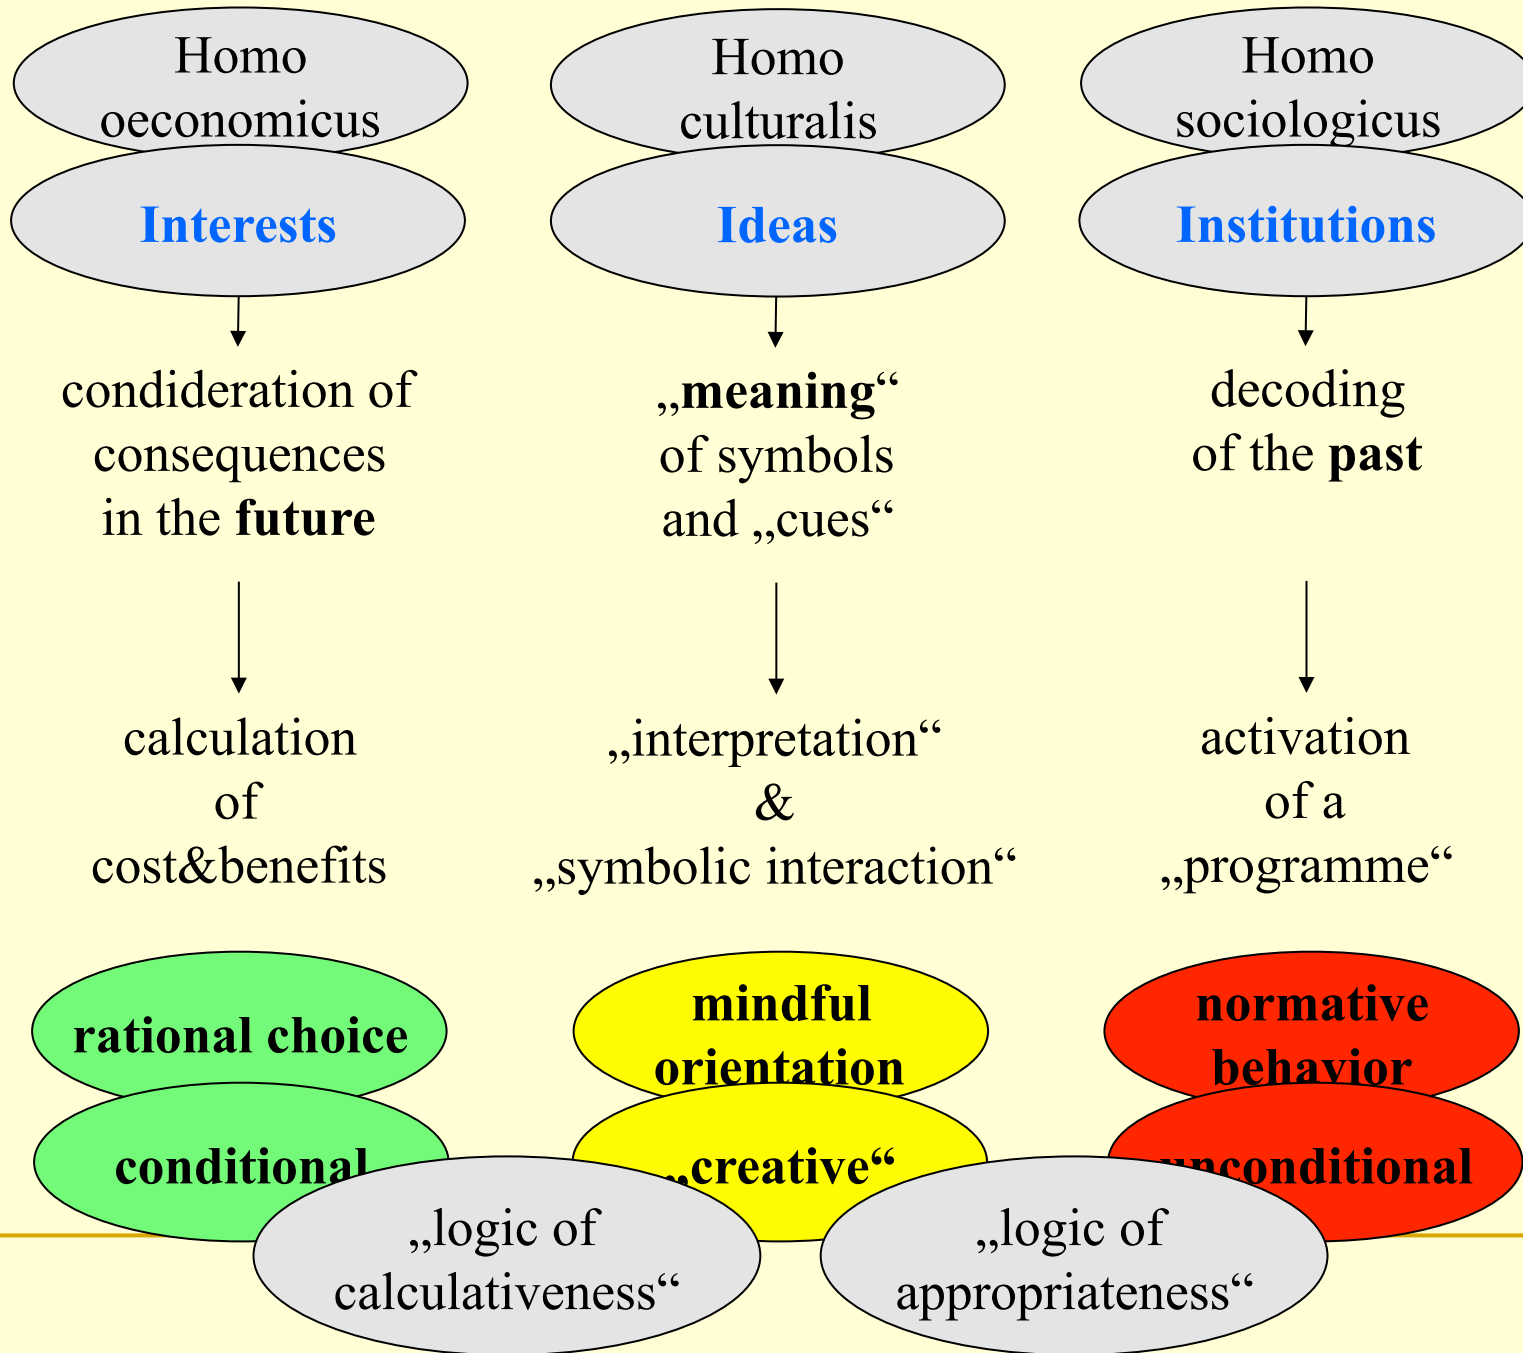 Homo
oeconomicus
Interests
condideration of
consequences
in the future
calculation
of
cost&benefits
rational choice
conditional
Homo
culturalis
Ideas
„meaning“
of symbols
and „cues“
„interpretation“
&
„symbolic interaction“
mindful
orientation
„creative“
Homo
sociologicus
Institutions
decoding
of the past
activation
of a
„programme“
normative
behavior
unconditional
„logic of
calculativeness“
„logic of
appropriateness“